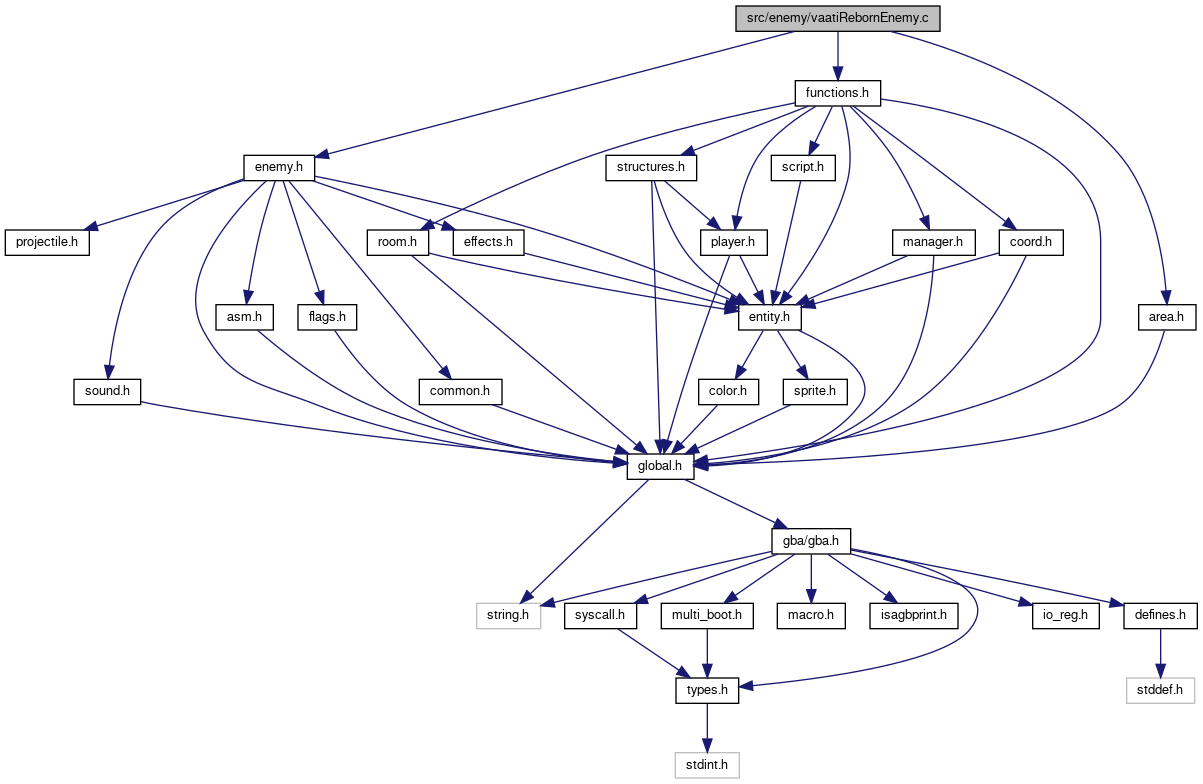 src/enemy/vaatiRebornEnemy.c
functions.h
enemy.h
structures.h
script.h
projectile.h
room.h
effects.h
player.h
manager.h
coord.h
asm.h
flags.h
entity.h
area.h
sound.h
common.h
color.h
sprite.h
global.h
gba/gba.h
string.h
syscall.h
multi_boot.h
macro.h
isagbprint.h
io_reg.h
defines.h
types.h
stddef.h
stdint.h